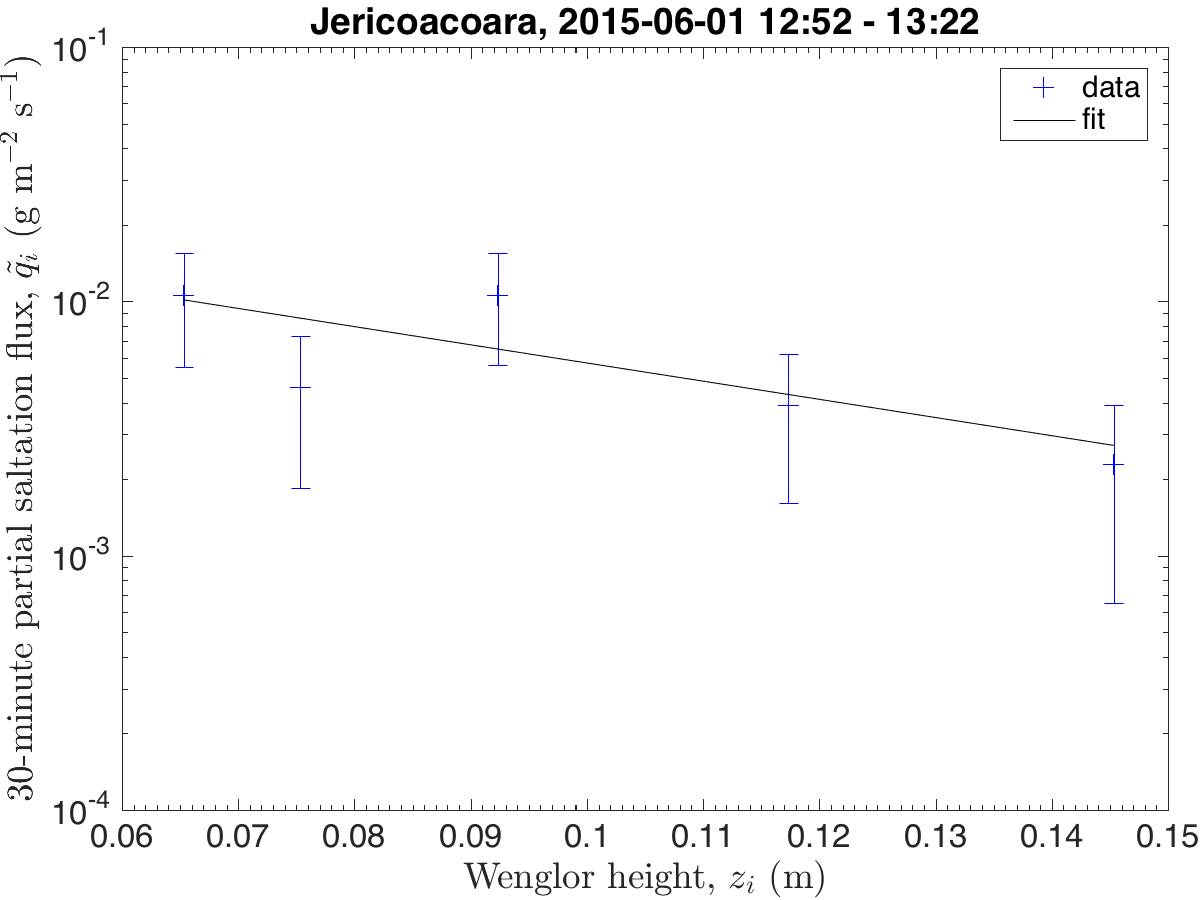 Jericoacoara, 2015-06-01 12:52 - 13:22
30-minute partial saltation flux, q̃ᵢ (g m⁻² s⁻¹)
10⁻¹
10⁻²
10⁻³
10⁻⁴
data
fit
0.06 0.07 0.08 0.09 0.1 0.11 0.12 0.13 0.14 0.15
Wenglor height, zᵢ (m)